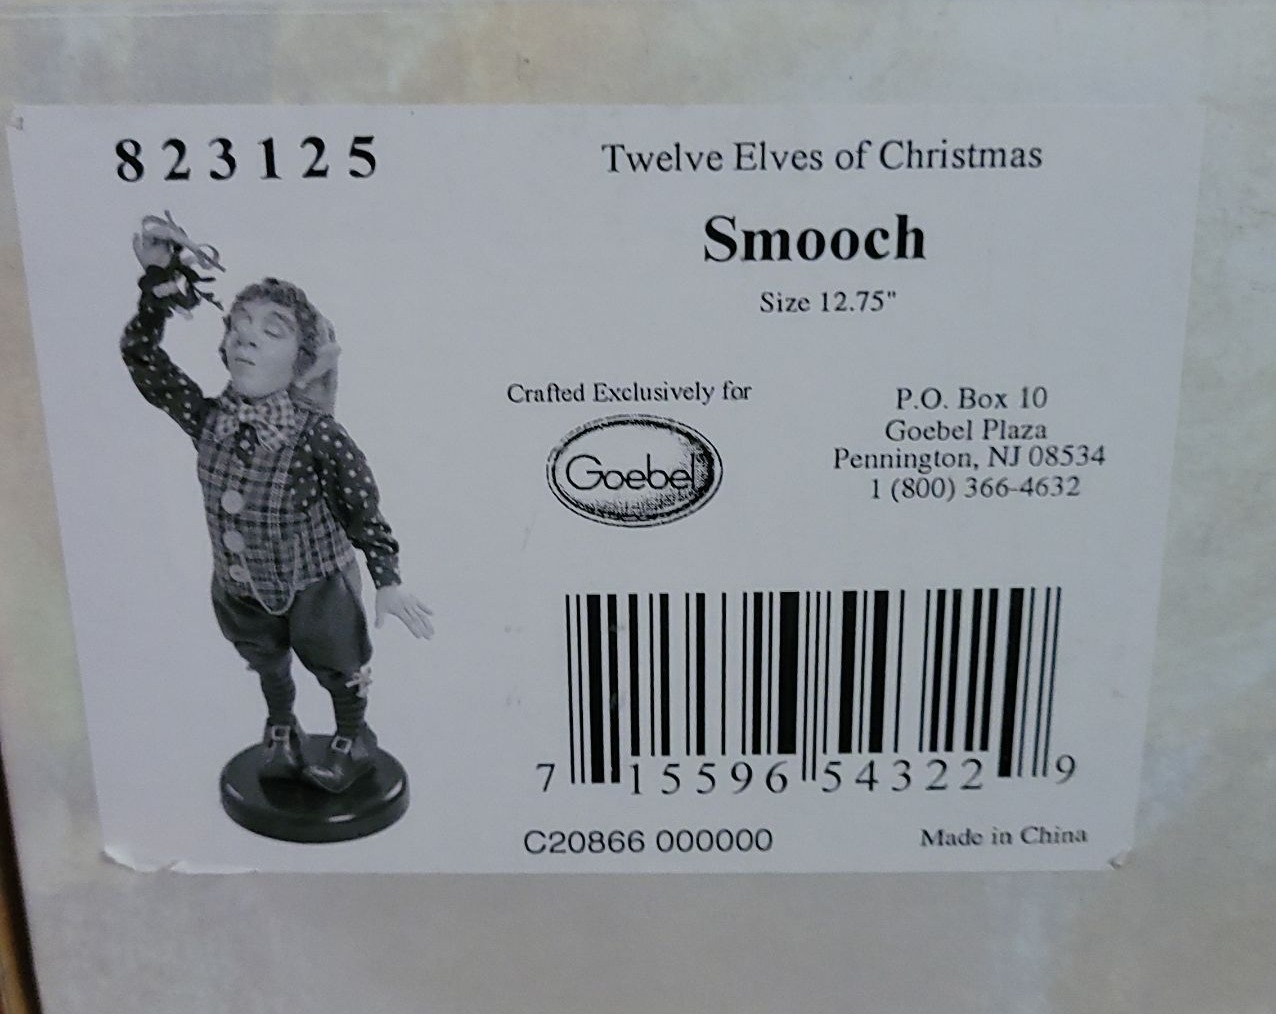 823125
Twelve Elves of Christmas
Smooch
Size 12.75"
Crafted Exclusively for
Goebel
P.O. Box 10
Goebel Plaza
Pennington, NJ 08534
1 (800) 366-4632
7 15596 54322 9
C20866 000000
Made in China